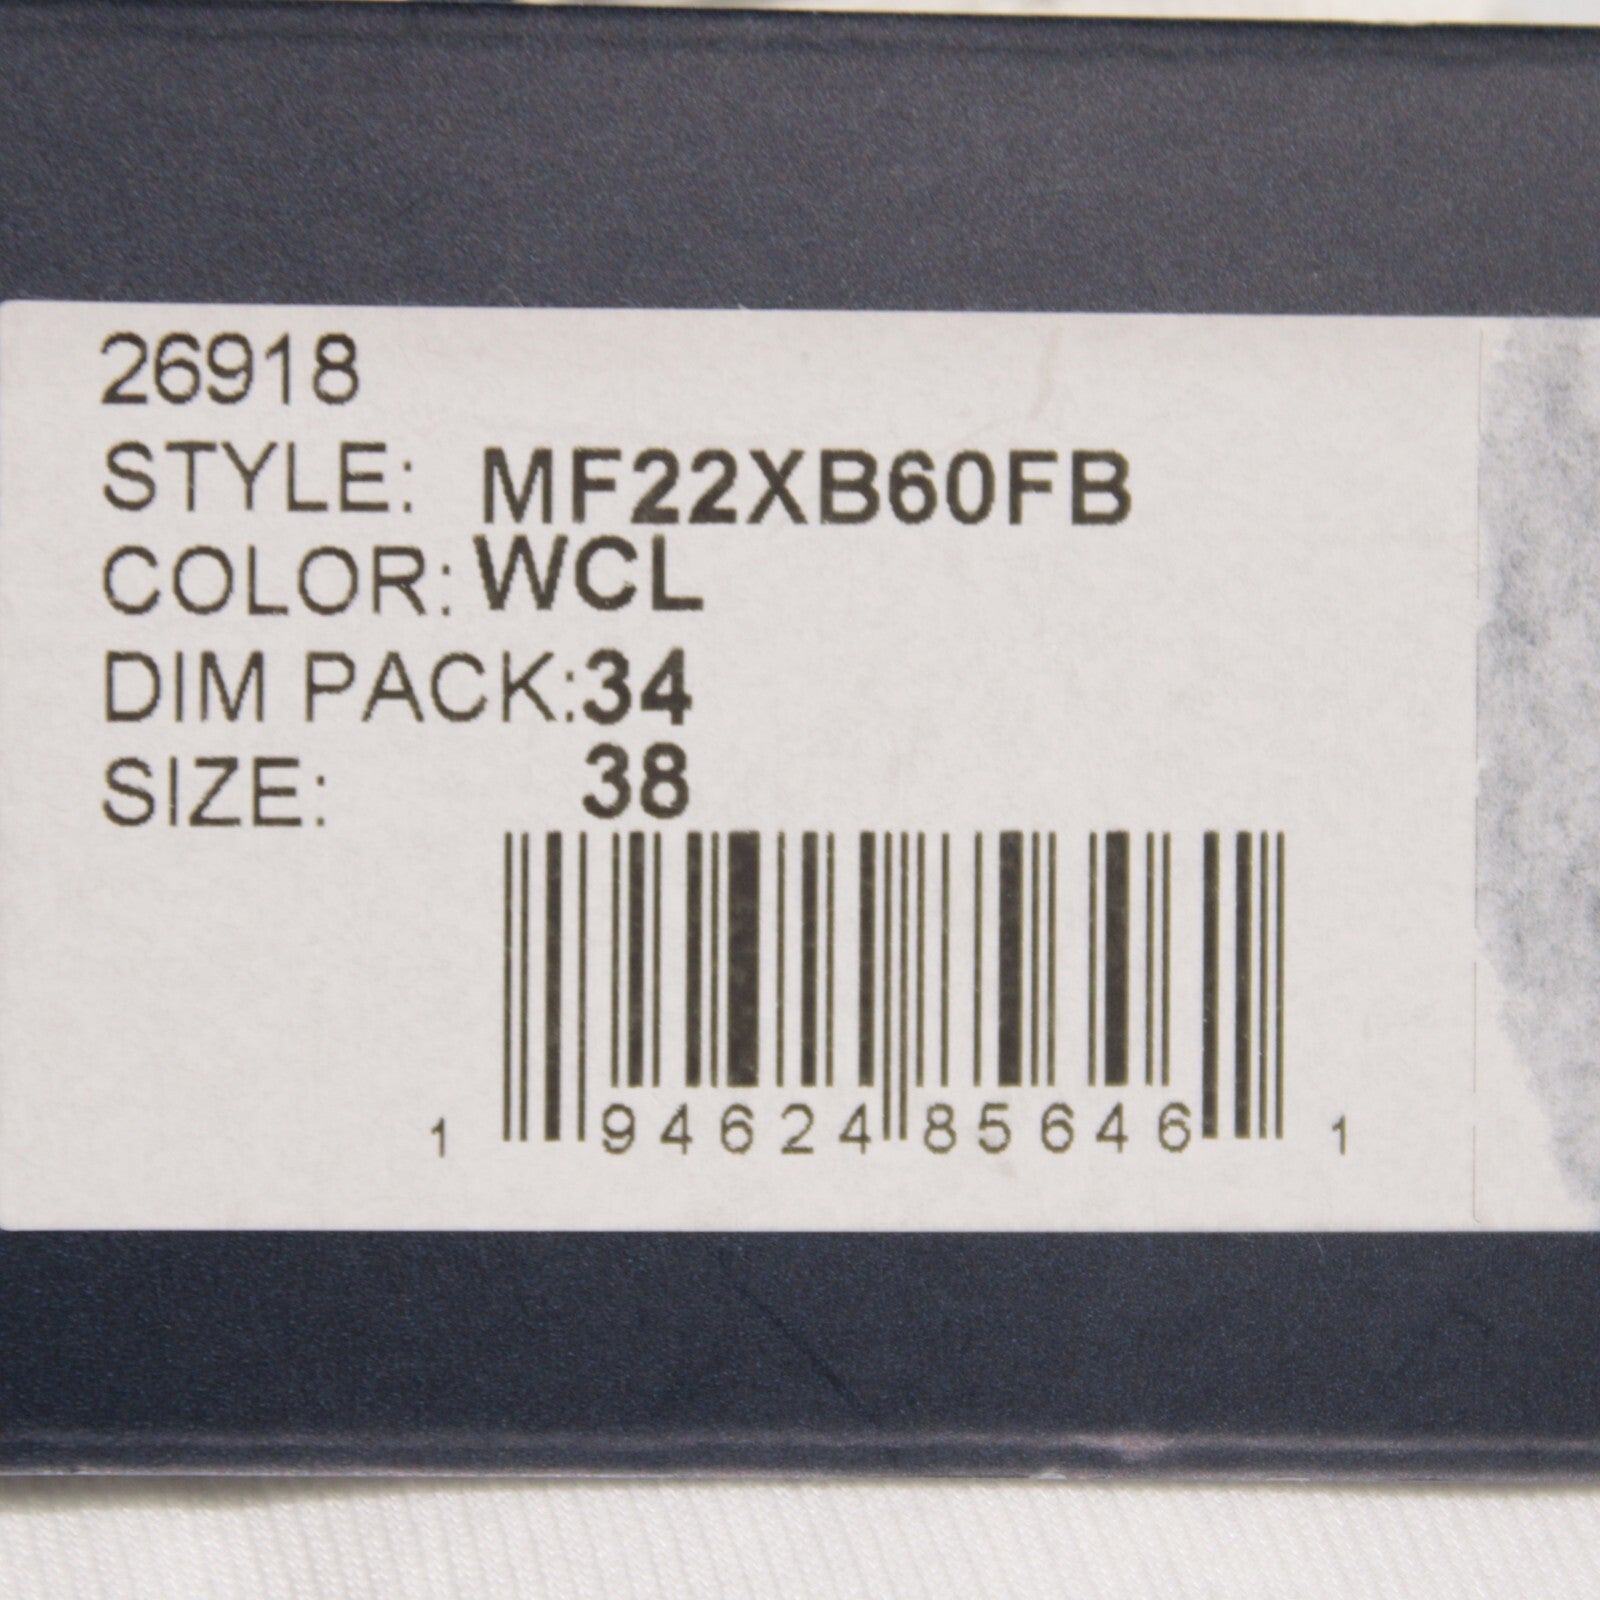 26918
STYLE: MF22XB60FB
COLOR: WCL
DIM PACK: 34
SIZE: 38
1 94624 85646 1